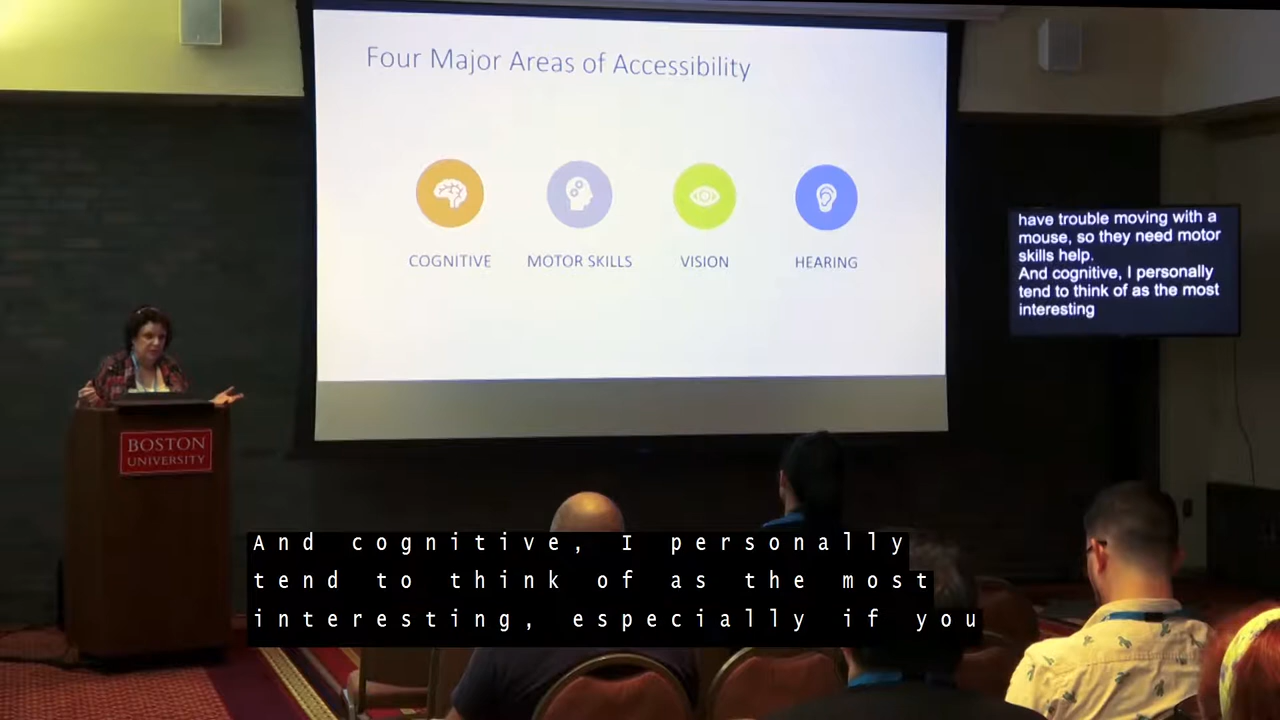 Four Major Areas of Accessibility
COGNITIVE
MOTOR SKILLS
VISION
HEARING
have trouble moving with a
mouse, so they need motor
skills help.
And cognitive, I personally
tend to think of as the most
interesting
BOSTON
UNIVERSITY
And cognitive, I personally
tend to think of as the most
interesting, especially if you